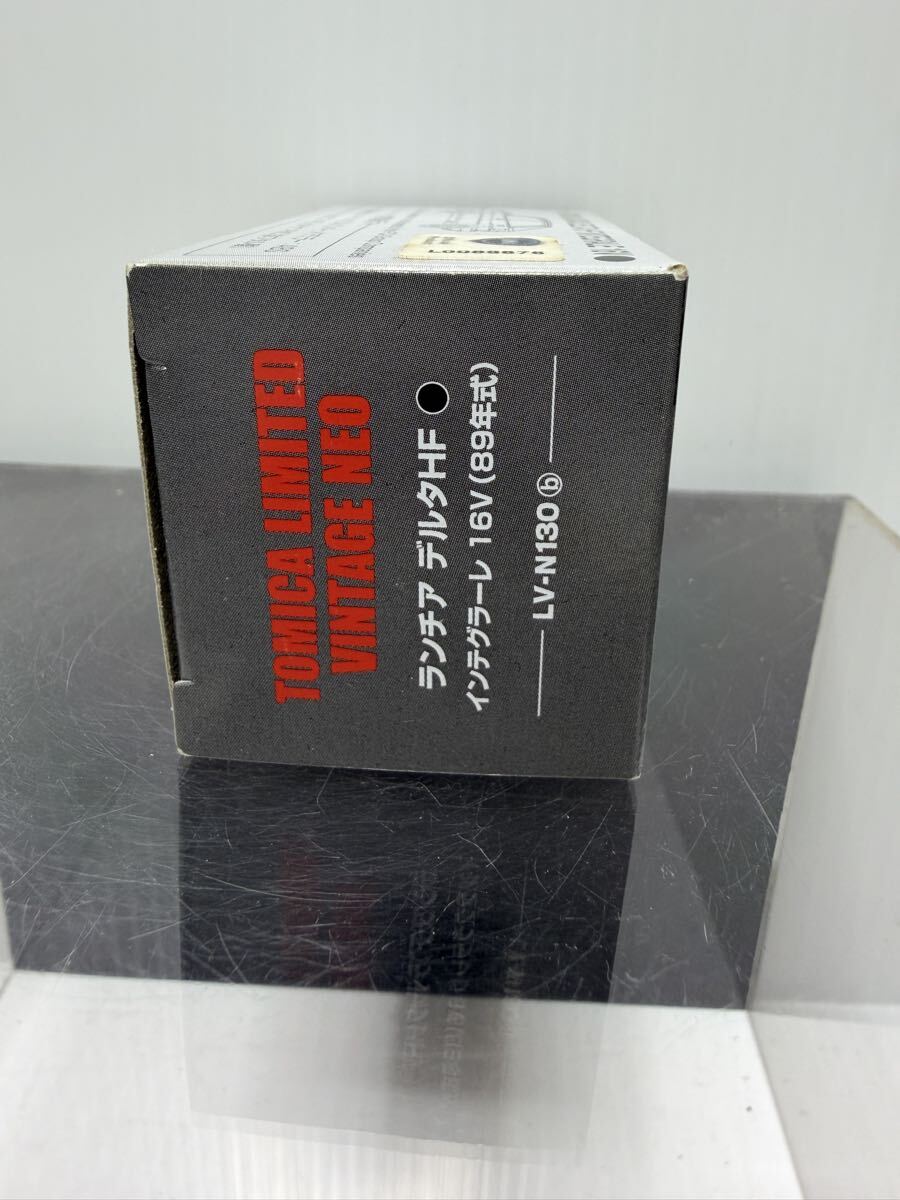 TOMICA LIMITED
VINTAGE NEO
ランチア デルタHF ●
インテグラーレ 16V(89年式)
LV-N130 ⓑ